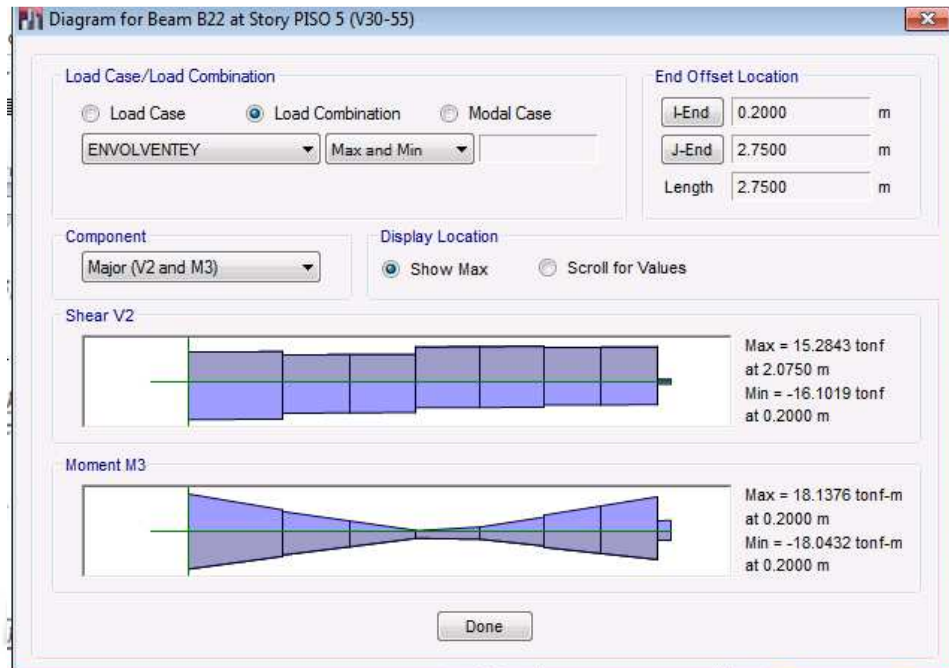 Diagram for Beam B22 at Story PISO 5 (V30-55)
Load Case/Load Combination
Load Case
Load Combination
Modal Case
ENVOLVENTEY
Max and Min
End Offset Location
I-End
0.2000
m
J-End
2.7500
m
Length
2.7500
m
Component
Major (V2 and M3)
Display Location
Show Max
Scroll for Values
Shear V2
Max = 15.2843 tonf
at 2.0750 m
Min = -16.1019 tonf
at 0.2000 m
Moment M3
Max = 18.1376 tonf-m
at 0.2000 m
Min = -18.0432 tonf-m
at 0.2000 m
Done